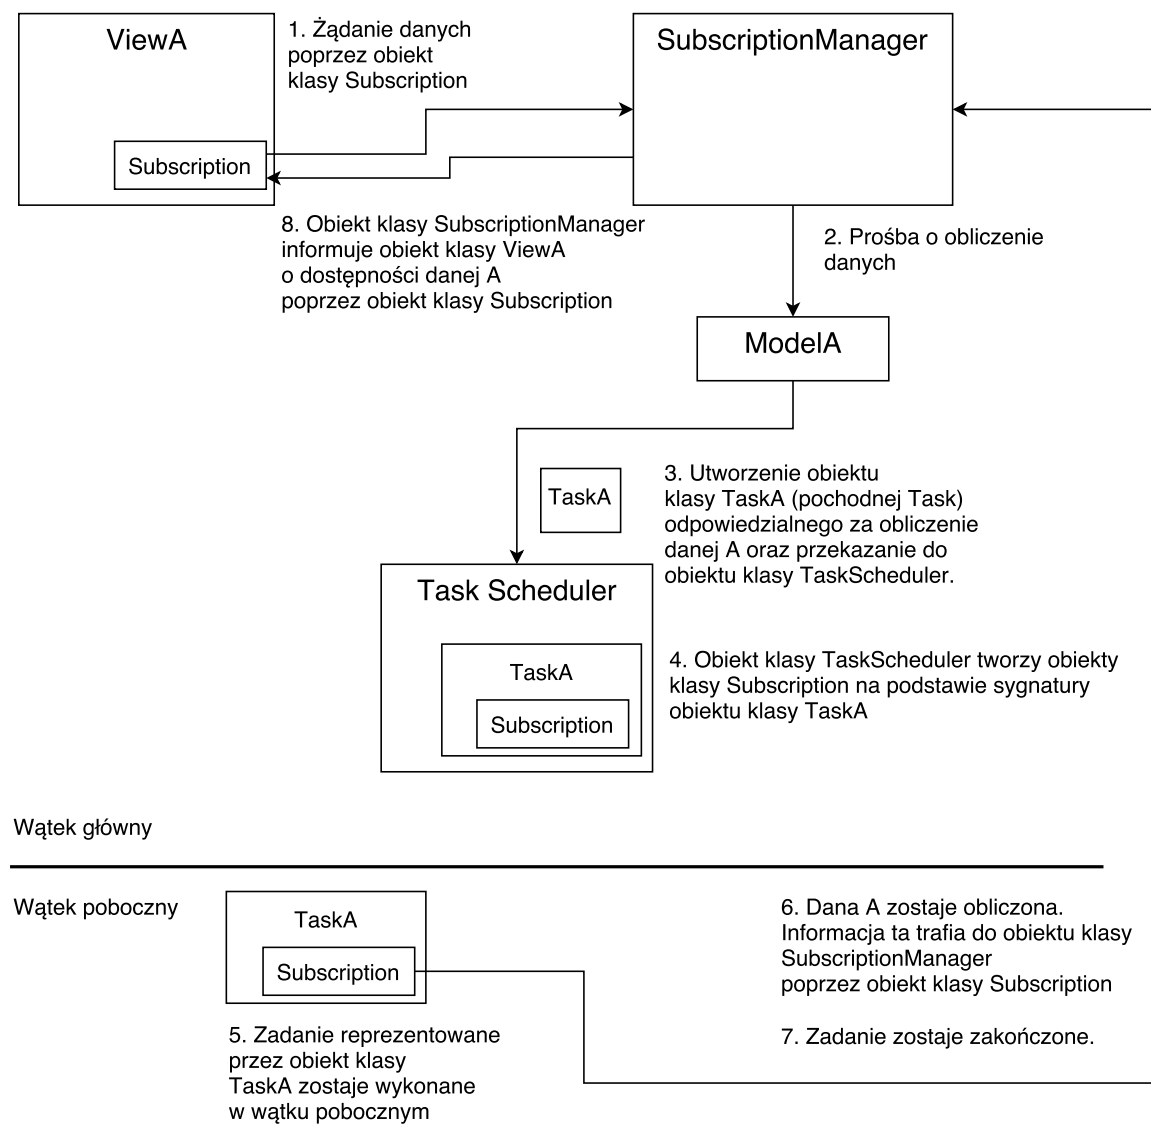 ViewA
1. Żądanie danych
poprzez obiekt
klasy Subscription
SubscriptionManager
Subscription
8. Obiekt klasy SubscriptionManager
informuje obiekt klasy ViewA
o dostępności danej A
poprzez obiekt klasy Subscription
2. Prośba o obliczenie
danych
ModelA
TaskA
3. Utworzenie obiektu
klasy TaskA (pochodnej Task)
odpowiedzialnego za obliczenie
danej A oraz przekazanie do
obiektu klasy TaskScheduler.
Task Scheduler
TaskA
Subscription
4. Obiekt klasy TaskScheduler tworzy obiekty
klasy Subscription na podstawie sygnatury
obiektu klasy TaskA
Wątek główny
Wątek poboczny
TaskA
Subscription
5. Zadanie reprezentowane
przez obiekt klasy
TaskA zostaje wykonane
w wątku pobocznym
6. Dana A zostaje obliczona.
Informacja ta trafia do obiektu klasy
SubscriptionManager
poprzez obiekt klasy Subscription
7. Zadanie zostaje zakończone.